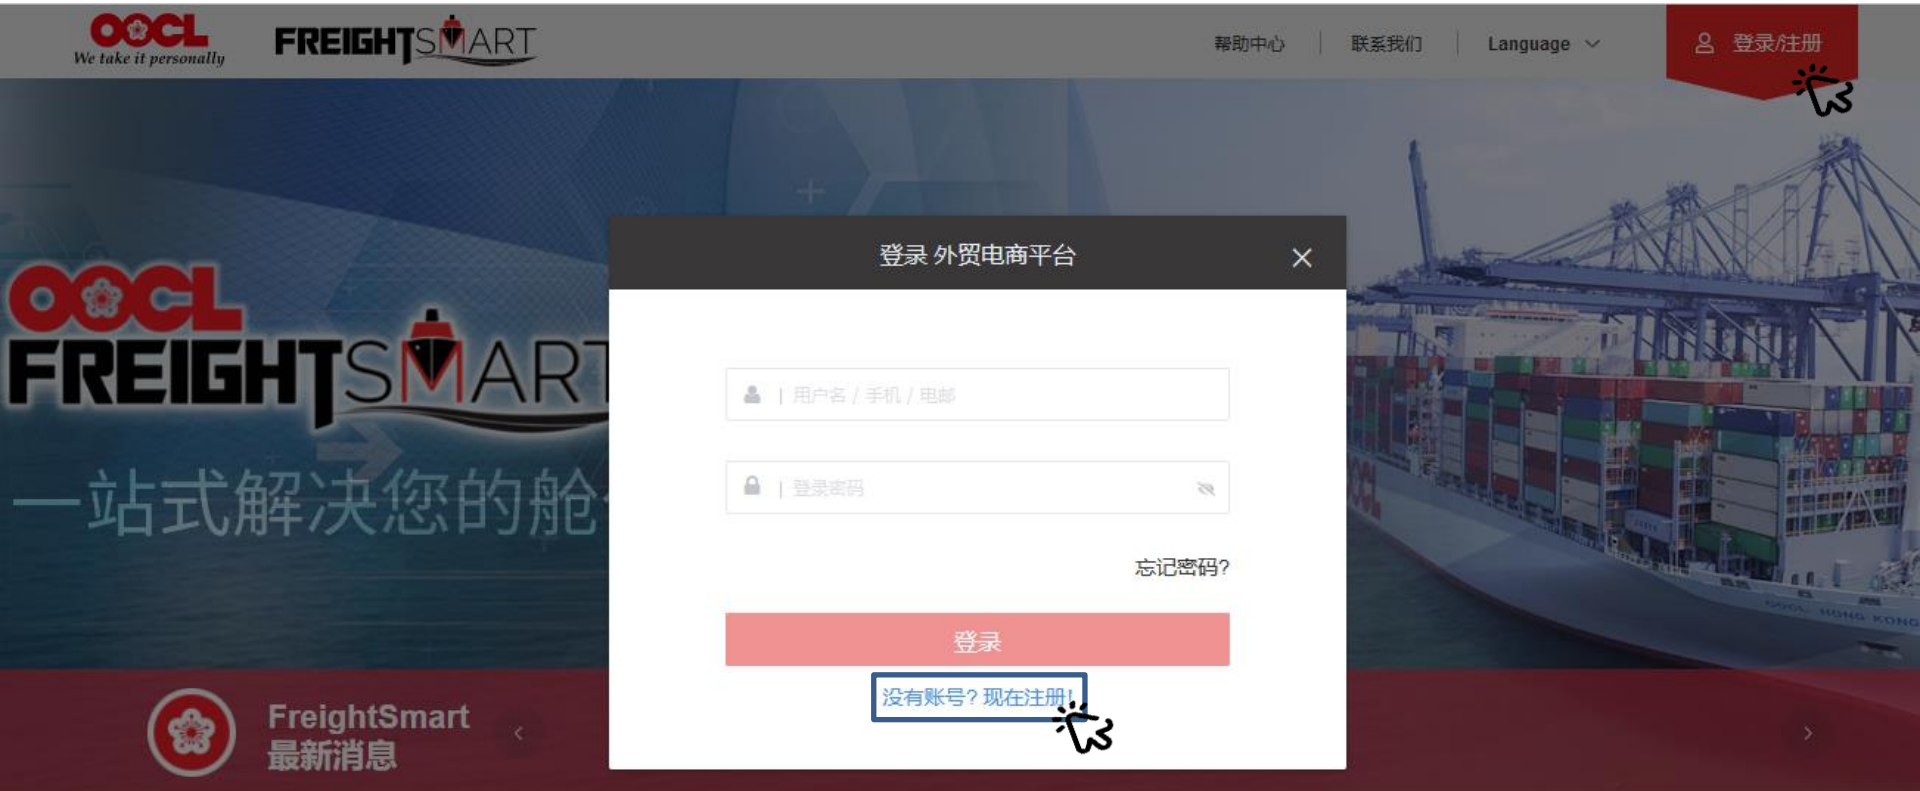 OOCL
We take it personally
FREIGHTSMART
帮助中心
联系我们
Language
登录/注册
登录 外贸电商平台
OOCL
FREIGHTSMART
一站式解决您的舱
用户名 / 手机 / 电邮
登录密码
忘记密码?
登录
没有账号? 现在注册!
FreightSmart
最新消息
OOCL HONG KONG